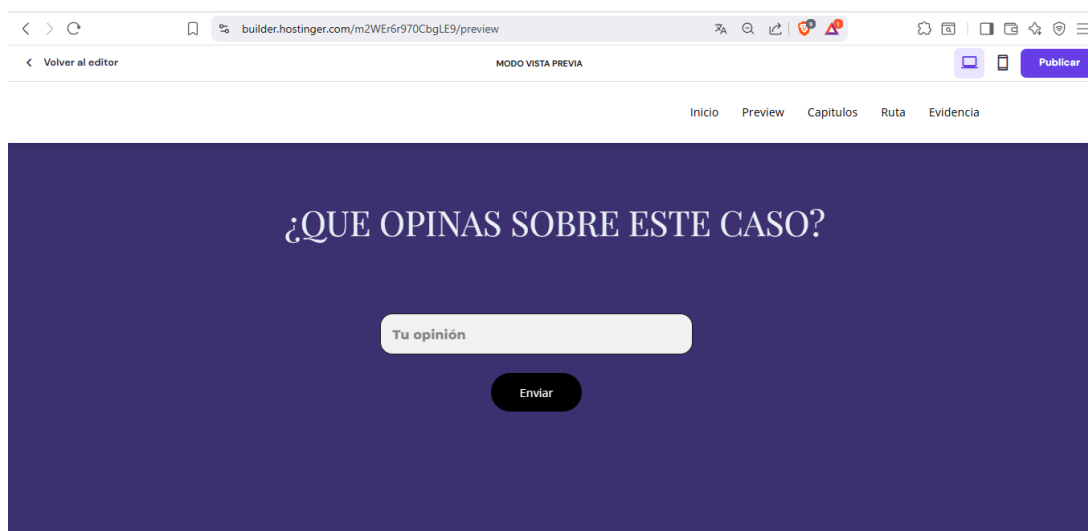 builder.hostinger.com/m2WEr6r970CbgLE9/preview
Volver al editor
MODO VISTA PREVIA
Publicar
Inicio Preview Capitulos Ruta Evidencia
¿QUE OPINAS SOBRE ESTE CASO?
Tu opinión
Enviar